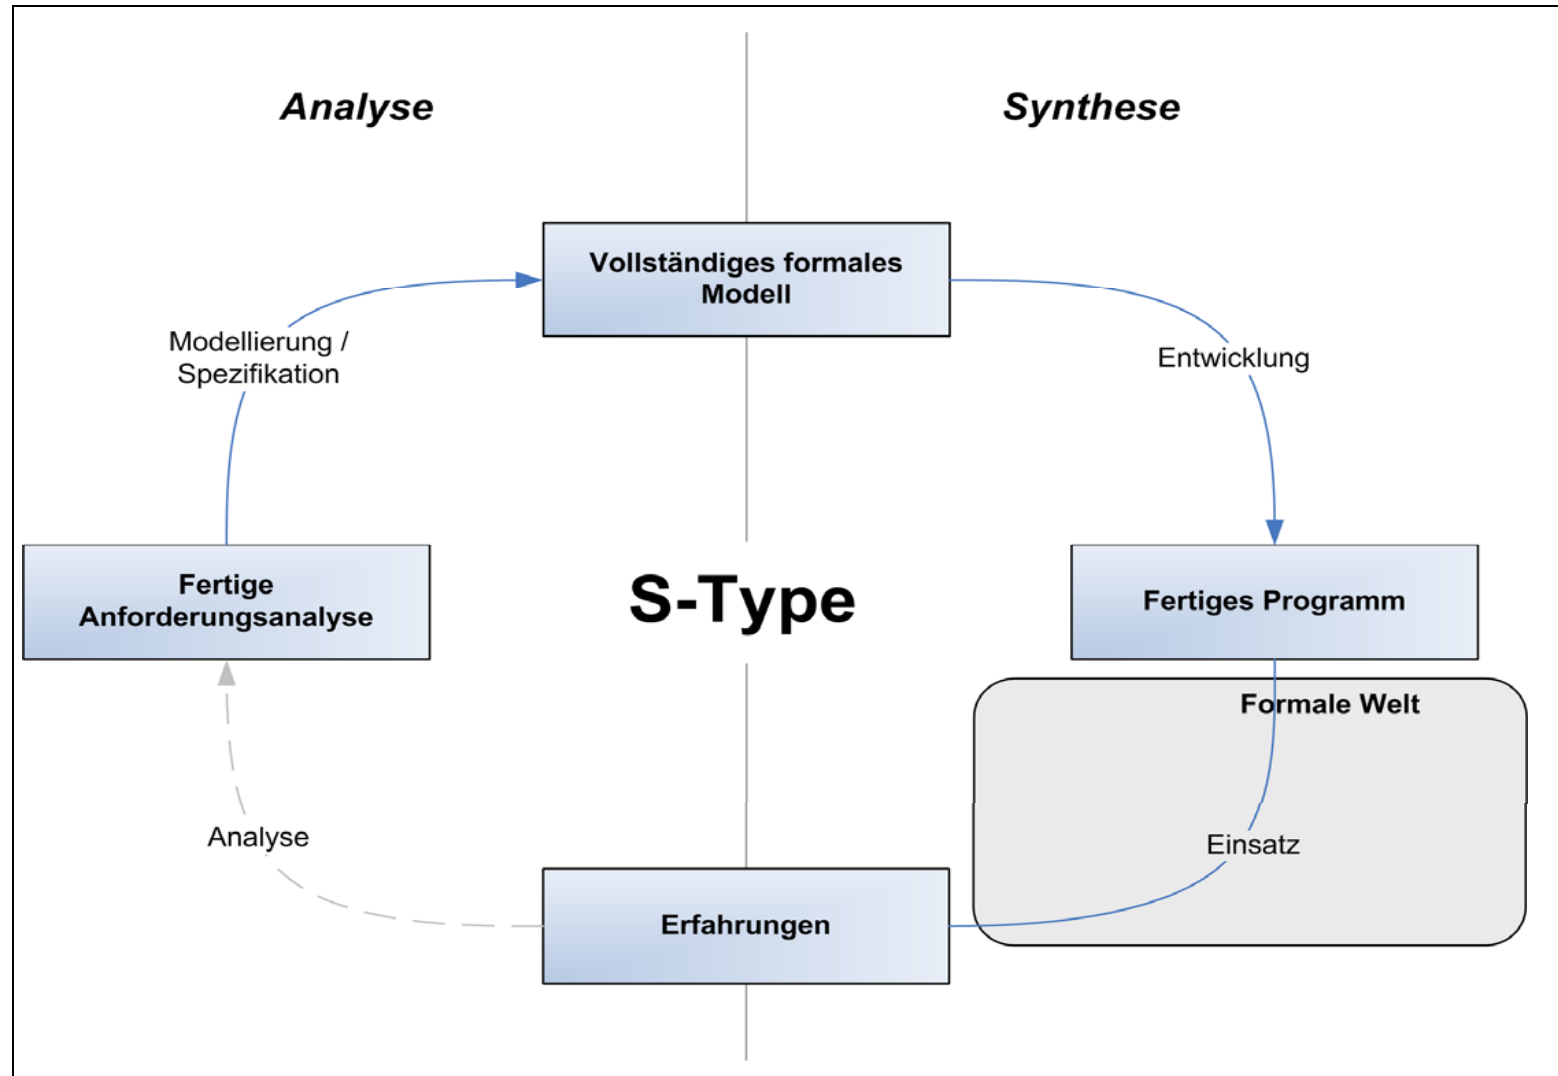 Analyse
Synthese
Vollständiges formales
Modell
Modellierung /
Spezifikation
Entwicklung
Fertige
Anforderungsanalyse
S-Type
Fertiges Programm
Formale Welt
Analyse
Einsatz
Erfahrungen